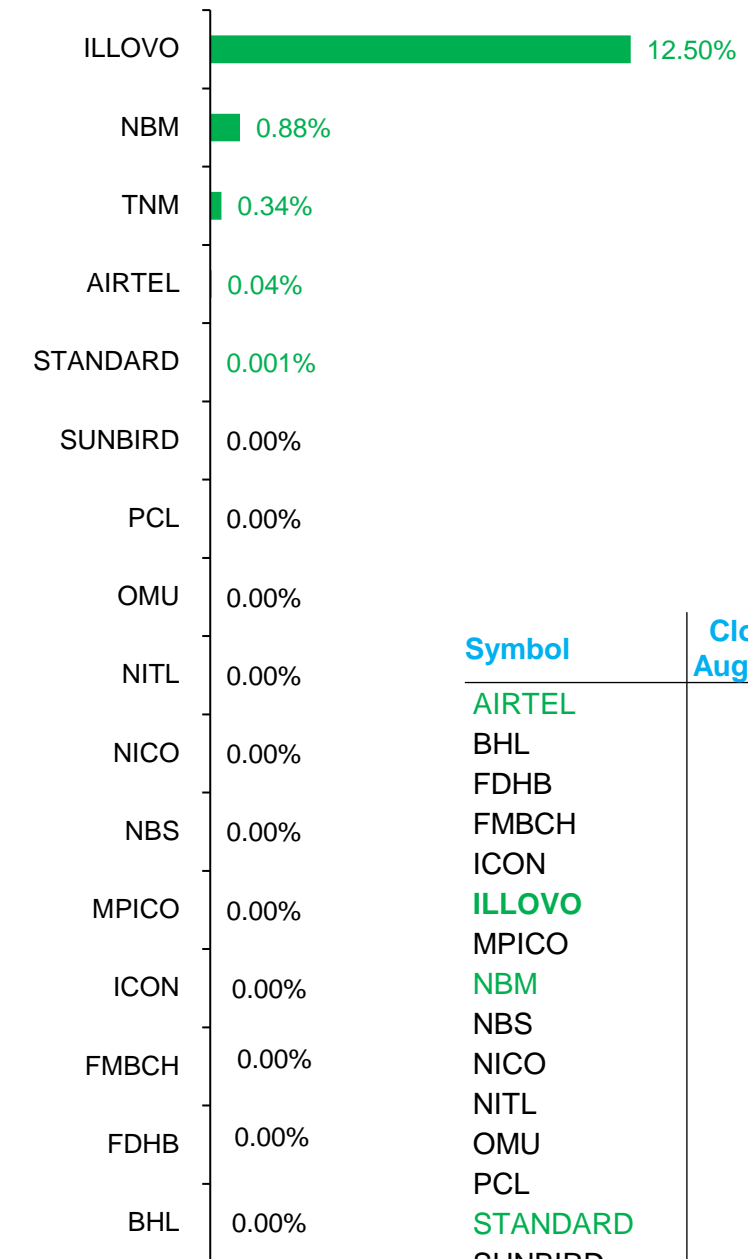 ILLOVO 12.50%
NBM 0.88%
TNM 0.34%
AIRTEL 0.04%
STANDARD 0.001%
SUNBIRD 0.00%
PCL 0.00%
OMU 0.00%
NITL 0.00%
NICO 0.00%
NBS 0.00%
MPICO 0.00%
ICON 0.00%
FMBCH 0.00%
FDHB 0.00%
BHL 0.00%
Symbol
AIRTEL
BHL
FDHB
FMBCH
ICON
ILLOVO
MPICO
NBM
NBS
NICO
NITL
OMU
PCL
STANDARD
SUNBIRD